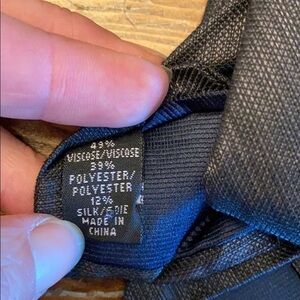 49%
VISCOSE/VISCOSE
39%
POLYESTER/
POLYESTER
12%
SILK/SOIE
MADE IN
CHINA